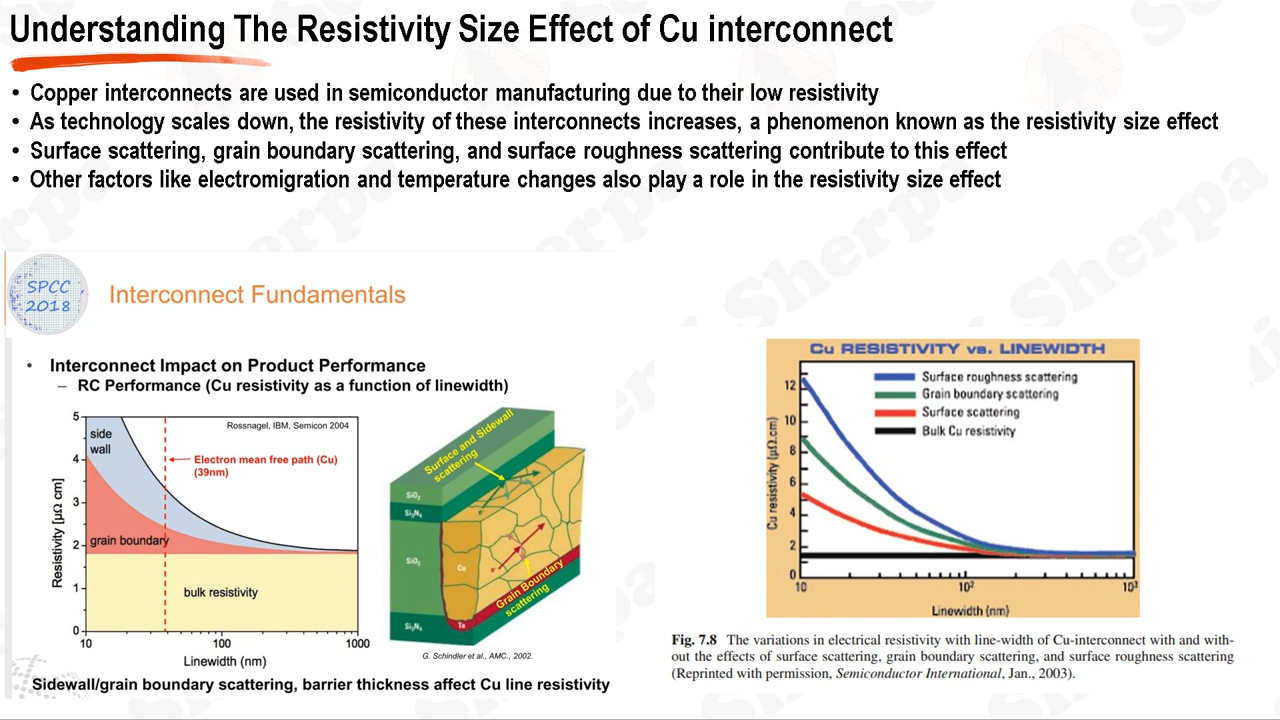 Understanding The Resistivity Size Effect of Cu interconnect
• Copper interconnects are used in semiconductor manufacturing due to their low resistivity
• As technology scales down, the resistivity of these interconnects increases, a phenomenon known as the resistivity size effect
• Surface scattering, grain boundary scattering, and surface roughness scattering contribute to this effect
• Other factors like electromigration and temperature changes also play a role in the resistivity size effect
SPCC
2018
Interconnect Fundamentals
• Interconnect Impact on Product Performance
– RC Performance (Cu resistivity as a function of linewidth)
Rossnagel, IBM, Semicon 2004
side
wall
Electron mean free path (Cu)
(39nm)
grain boundary
bulk resistivity
Resistivity [µΩ cm]
5
4
3
2
1
0
10
100
1000
Linewidth (nm)
Surface and Sidewall
scattering
SiO2
Si3N4
SiO2
Cu
Grain Boundary
scattering
Si3N4
Ta
G. Schindler et al., AMC., 2002.
Sidewall/grain boundary scattering, barrier thickness affect Cu line resistivity
Cu RESISTIVITY vs. LINEWIDTH
Surface roughness scattering
Grain boundary scattering
Surface scattering
Bulk Cu resistivity
Cu resistivity (µΩ.cm)
12
10
8
6
4
2
0
10
10²
10³
Linewidth (nm)
Fig. 7.8 The variations in electrical resistivity with line-width of Cu-interconnect with and with-
out the effects of surface scattering, grain boundary scattering, and surface roughness scattering
(Reprinted with permission, Semiconductor International, Jan., 2003).
Sherpa
Sherpa